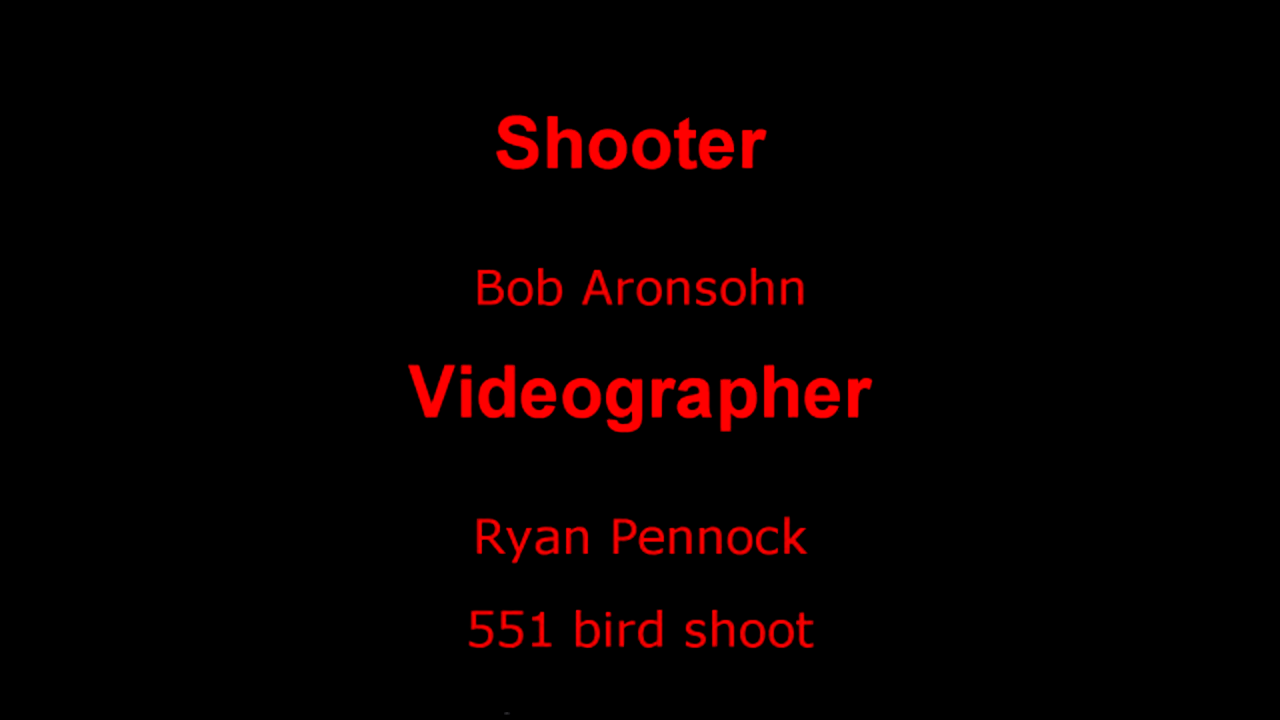 Shooter
Bob Aronsohn
Videographer
Ryan Pennock
551 bird shoot